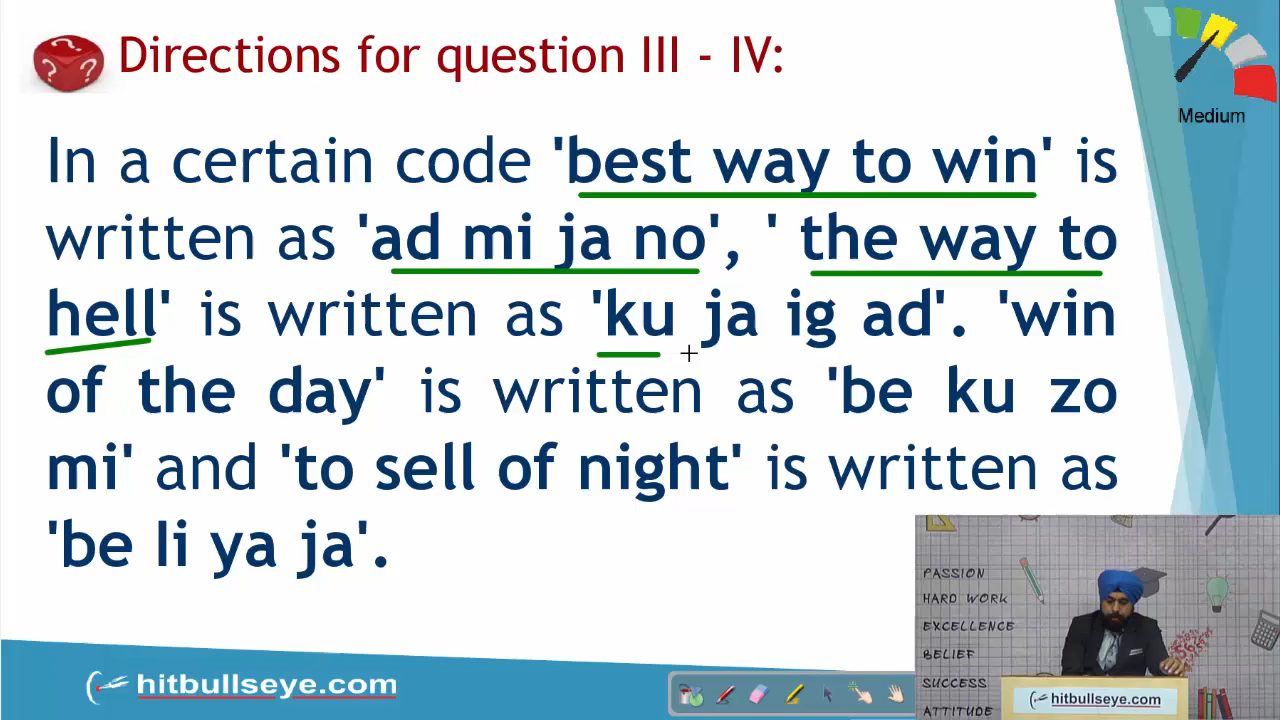 Directions for question III - IV:
Medium
In a certain code 'best way to win' is
written as 'ad mi ja no', ' the way to
hell' is written as 'ku ja ig ad'. 'win
of the day' is written as 'be ku zo
mi' and 'to sell of night' is written as
'be Ii ya ja'.
PASSION
HARD WORK
EXCELLENCE
BELIEF
SUCCESS
ATTITUDE
hitbullseye.com
hitbullseye.com